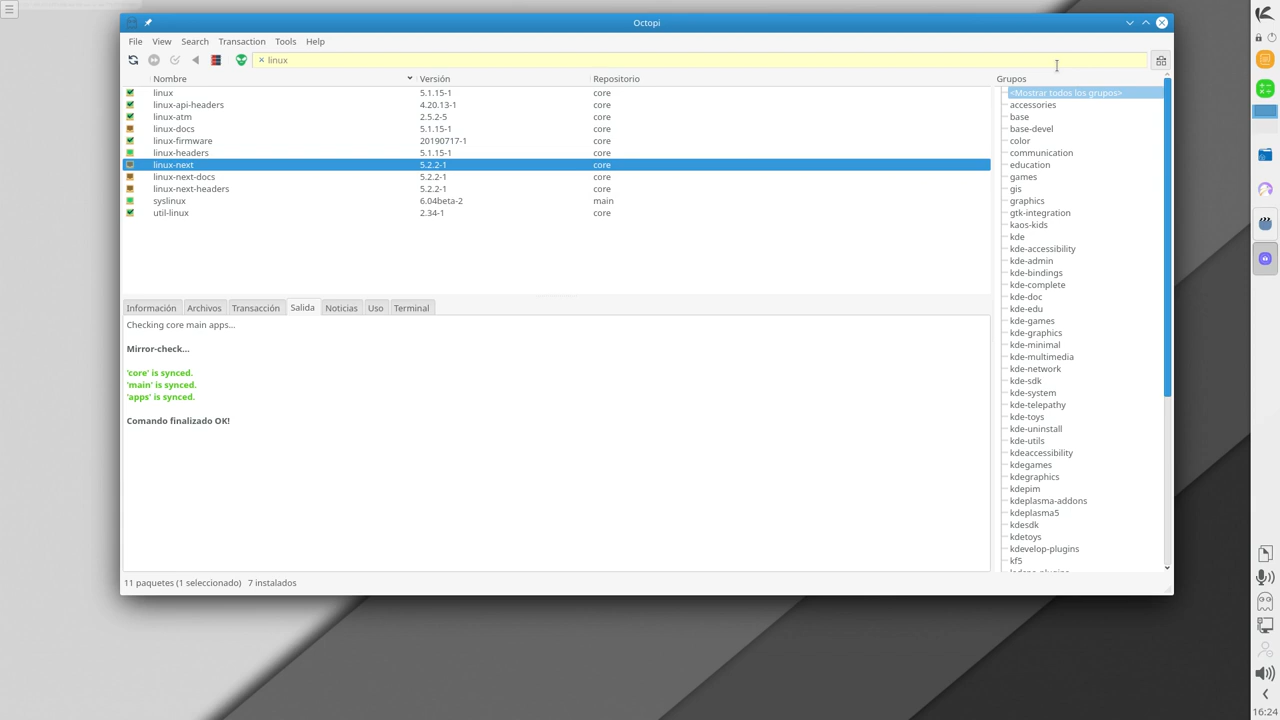 Octopi
File View Search Transaction Tools Help
linux
Nombre Versión Repositorio
linux 5.1.15-1 core
linux-api-headers 4.20.13-1 core
linux-atm 2.5.2-5 core
linux-docs 5.1.15-1 core
linux-firmware 20190717-1 core
linux-headers 5.1.15-1 core
linux-next 5.2.2-1 core
linux-next-docs 5.2.2-1 core
linux-next-headers 5.2.2-1 core
syslinux 6.04beta-2 main
util-linux 2.34-1 core
Información Archivos Transacción Salida Noticias Uso Terminal
Checking core main apps...
Mirror-check...
'core' is synced.
'main' is synced.
'apps' is synced.
Comando finalizado OK!
11 paquetes (1 seleccionado) 7 instalados
Grupos
<Mostrar todos los grupos>
accessories
base
base-devel
color
communication
education
games
gis
graphics
gtk-integration
kaos-kids
kde
kde-accessibility
kde-admin
kde-bindings
kde-complete
kde-doc
kde-edu
kde-games
kde-graphics
kde-minimal
kde-multimedia
kde-network
kde-sdk
kde-system
kde-telepathy
kde-toys
kde-uninstall
kde-utils
kdeaccessibility
kdegames
kdegraphics
kdepim
kdeplasma-addons
kdeplasma5
kdesdk
kdetoys
kdevelop-plugins
kf5
16:24